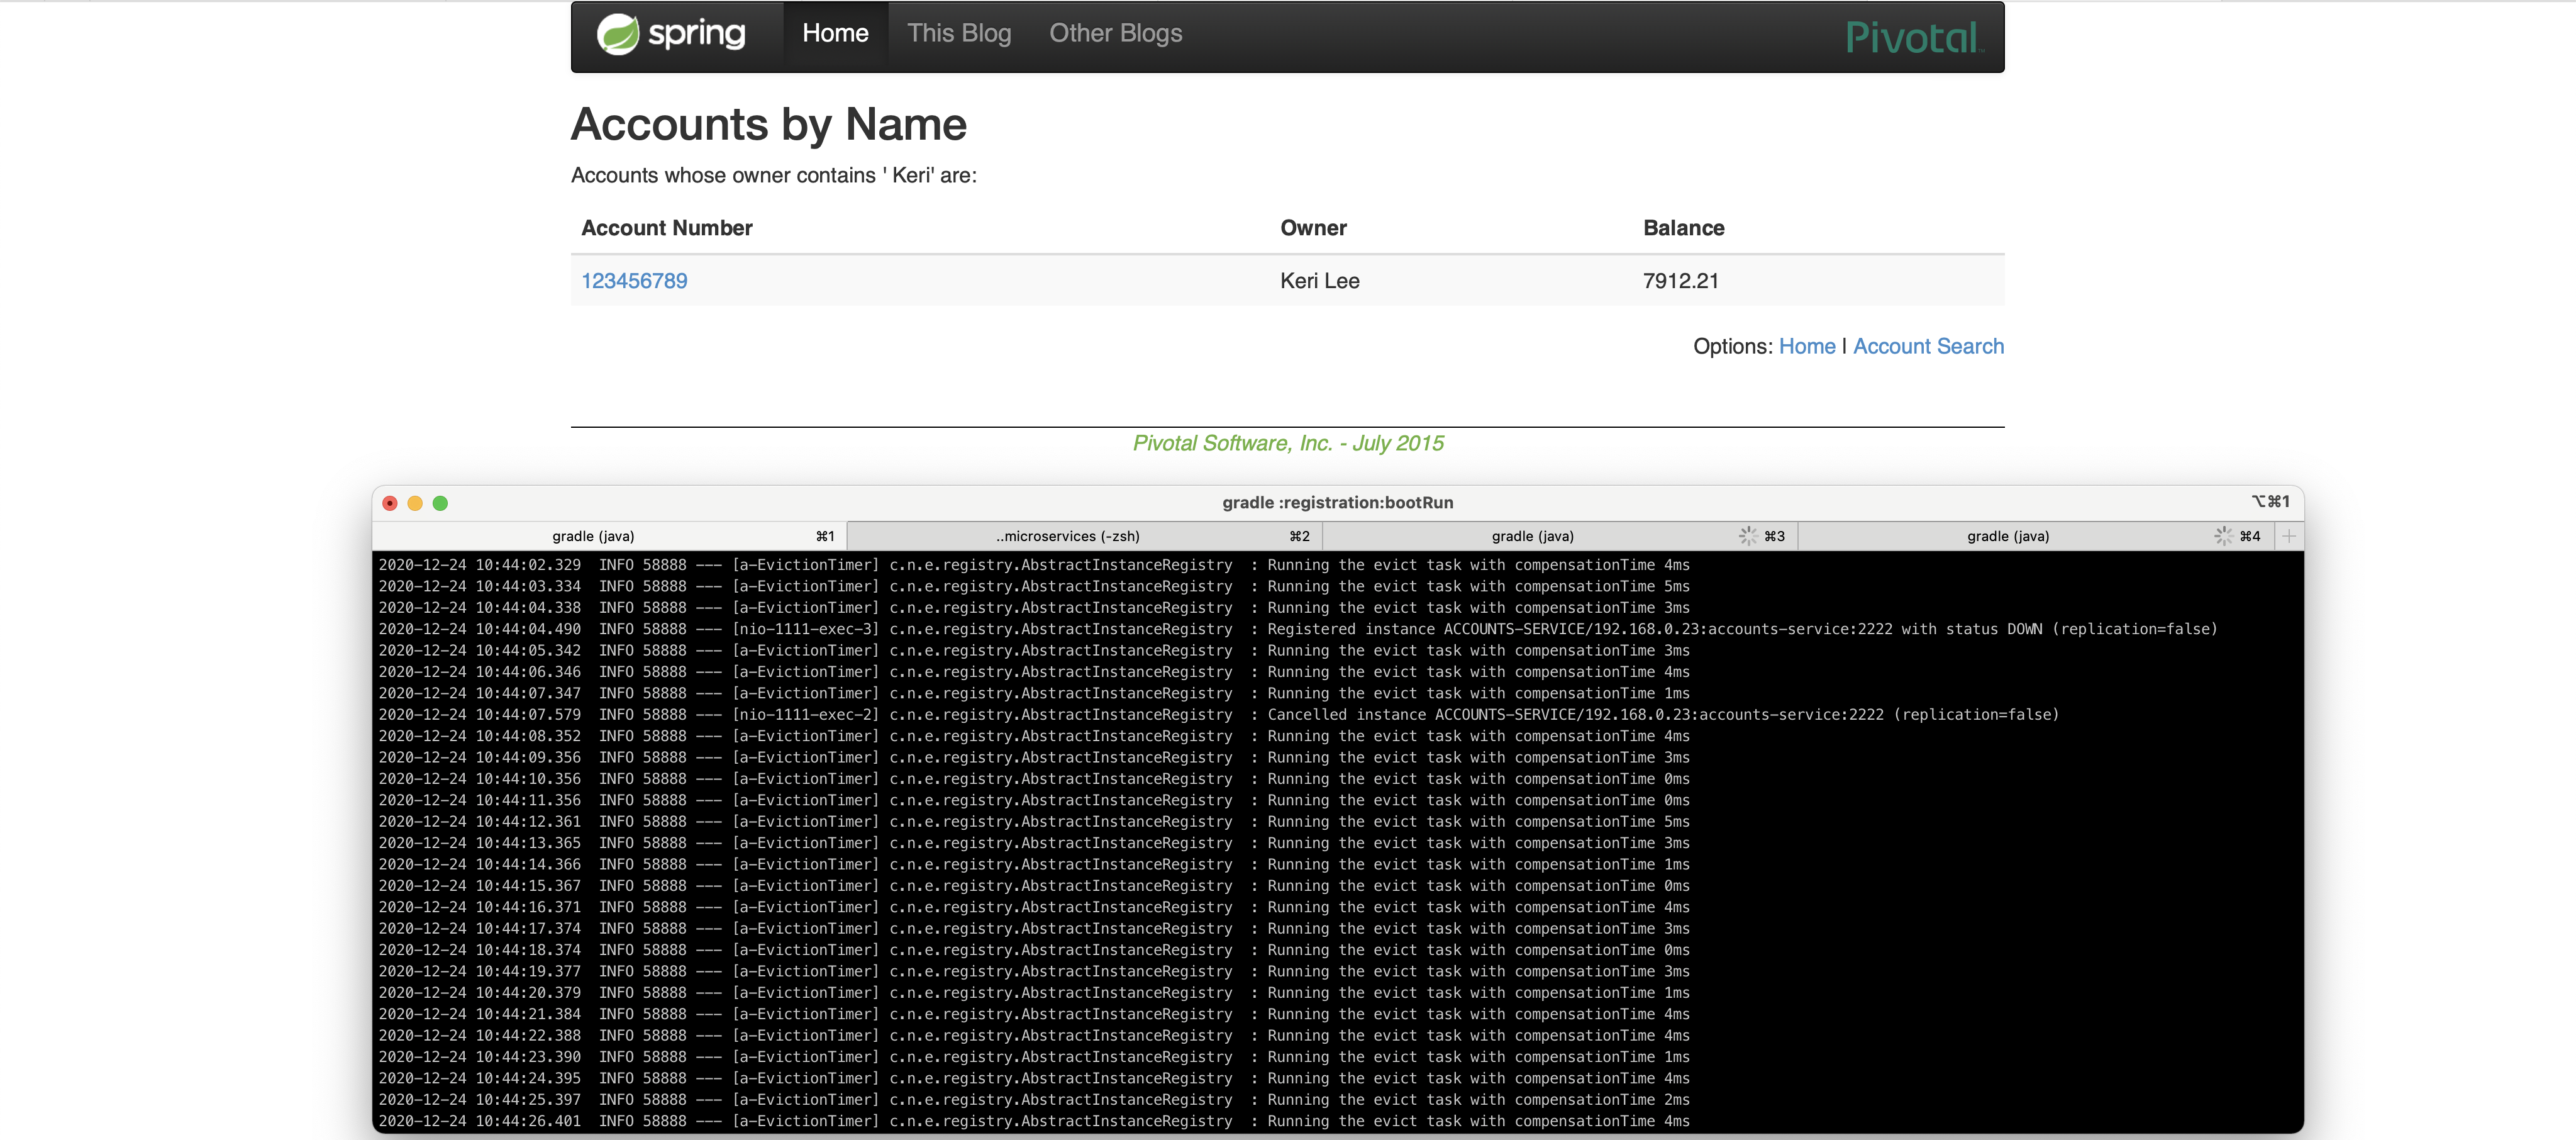 spring Home This Blog Other Blogs Pivotal™
Accounts by Name
Accounts whose owner contains ' Keri' are:
Account Number Owner Balance
123456789 Keri Lee 7912.21
Options: Home | Account Search
Pivotal Software, Inc. - July 2015
gradle :registration:bootRun ⌥⌘1
gradle (java) ⌘1 ..microservices (-zsh) ⌘2 gradle (java) ⌘3 gradle (java) ⌘4 +
2020-12-24 10:44:02.329  INFO 58888 --- [a-EvictionTimer] c.n.e.registry.AbstractInstanceRegistry  : Running the evict task with compensationTime 4ms
2020-12-24 10:44:03.334  INFO 58888 --- [a-EvictionTimer] c.n.e.registry.AbstractInstanceRegistry  : Running the evict task with compensationTime 5ms
2020-12-24 10:44:04.338  INFO 58888 --- [a-EvictionTimer] c.n.e.registry.AbstractInstanceRegistry  : Running the evict task with compensationTime 3ms
2020-12-24 10:44:04.490  INFO 58888 --- [nio-1111-exec-3] c.n.e.registry.AbstractInstanceRegistry  : Registered instance ACCOUNTS-SERVICE/192.168.0.23:accounts-service:2222 with status DOWN (replication=false)
2020-12-24 10:44:05.342  INFO 58888 --- [a-EvictionTimer] c.n.e.registry.AbstractInstanceRegistry  : Running the evict task with compensationTime 3ms
2020-12-24 10:44:06.346  INFO 58888 --- [a-EvictionTimer] c.n.e.registry.AbstractInstanceRegistry  : Running the evict task with compensationTime 4ms
2020-12-24 10:44:07.347  INFO 58888 --- [a-EvictionTimer] c.n.e.registry.AbstractInstanceRegistry  : Running the evict task with compensationTime 1ms
2020-12-24 10:44:07.579  INFO 58888 --- [nio-1111-exec-2] c.n.e.registry.AbstractInstanceRegistry  : Cancelled instance ACCOUNTS-SERVICE/192.168.0.23:accounts-service:2222 (replication=false)
2020-12-24 10:44:08.352  INFO 58888 --- [a-EvictionTimer] c.n.e.registry.AbstractInstanceRegistry  : Running the evict task with compensationTime 4ms
2020-12-24 10:44:09.356  INFO 58888 --- [a-EvictionTimer] c.n.e.registry.AbstractInstanceRegistry  : Running the evict task with compensationTime 3ms
2020-12-24 10:44:10.356  INFO 58888 --- [a-EvictionTimer] c.n.e.registry.AbstractInstanceRegistry  : Running the evict task with compensationTime 0ms
2020-12-24 10:44:11.356  INFO 58888 --- [a-EvictionTimer] c.n.e.registry.AbstractInstanceRegistry  : Running the evict task with compensationTime 0ms
2020-12-24 10:44:12.361  INFO 58888 --- [a-EvictionTimer] c.n.e.registry.AbstractInstanceRegistry  : Running the evict task with compensationTime 5ms
2020-12-24 10:44:13.365  INFO 58888 --- [a-EvictionTimer] c.n.e.registry.AbstractInstanceRegistry  : Running the evict task with compensationTime 3ms
2020-12-24 10:44:14.366  INFO 58888 --- [a-EvictionTimer] c.n.e.registry.AbstractInstanceRegistry  : Running the evict task with compensationTime 1ms
2020-12-24 10:44:15.367  INFO 58888 --- [a-EvictionTimer] c.n.e.registry.AbstractInstanceRegistry  : Running the evict task with compensationTime 0ms
2020-12-24 10:44:16.371  INFO 58888 --- [a-EvictionTimer] c.n.e.registry.AbstractInstanceRegistry  : Running the evict task with compensationTime 4ms
2020-12-24 10:44:17.374  INFO 58888 --- [a-EvictionTimer] c.n.e.registry.AbstractInstanceRegistry  : Running the evict task with compensationTime 3ms
2020-12-24 10:44:18.374  INFO 58888 --- [a-EvictionTimer] c.n.e.registry.AbstractInstanceRegistry  : Running the evict task with compensationTime 0ms
2020-12-24 10:44:19.377  INFO 58888 --- [a-EvictionTimer] c.n.e.registry.AbstractInstanceRegistry  : Running the evict task with compensationTime 3ms
2020-12-24 10:44:20.379  INFO 58888 --- [a-EvictionTimer] c.n.e.registry.AbstractInstanceRegistry  : Running the evict task with compensationTime 1ms
2020-12-24 10:44:21.384  INFO 58888 --- [a-EvictionTimer] c.n.e.registry.AbstractInstanceRegistry  : Running the evict task with compensationTime 4ms
2020-12-24 10:44:22.388  INFO 58888 --- [a-EvictionTimer] c.n.e.registry.AbstractInstanceRegistry  : Running the evict task with compensationTime 4ms
2020-12-24 10:44:23.390  INFO 58888 --- [a-EvictionTimer] c.n.e.registry.AbstractInstanceRegistry  : Running the evict task with compensationTime 1ms
2020-12-24 10:44:24.395  INFO 58888 --- [a-EvictionTimer] c.n.e.registry.AbstractInstanceRegistry  : Running the evict task with compensationTime 4ms
2020-12-24 10:44:25.397  INFO 58888 --- [a-EvictionTimer] c.n.e.registry.AbstractInstanceRegistry  : Running the evict task with compensationTime 2ms
2020-12-24 10:44:26.401  INFO 58888 --- [a-EvictionTimer] c.n.e.registry.AbstractInstanceRegistry  : Running the evict task with compensationTime 4ms